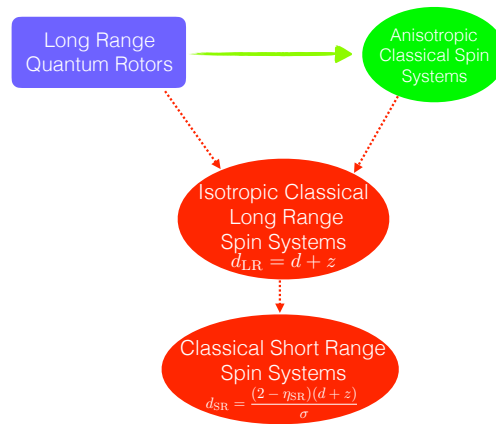 Long Range
Quantum Rotors
Anisotropic
Classical Spin
Systems
Isotropic Classical
Long Range
Spin Systems
d_LR = d + z
Classical Short Range
Spin Systems
d_SR = (2 − η_SR)(d + z) / σ